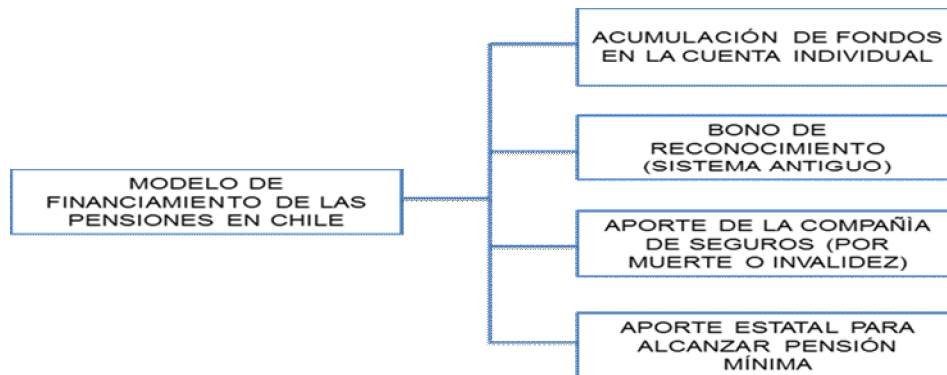 MODELO DE
FINANCIAMIENTO DE LAS
PENSIONES EN CHILE
ACUMULACIÓN DE FONDOS
EN LA CUENTA INDIVIDUAL
BONO DE
RECONOCIMIENTO
(SISTEMA ANTIGUO)
APORTE DE LA COMPAÑÌA
DE SEGUROS (POR
MUERTE O INVALIDEZ)
APORTE ESTATAL PARA
ALCANZAR PENSIÓN
MÍNIMA